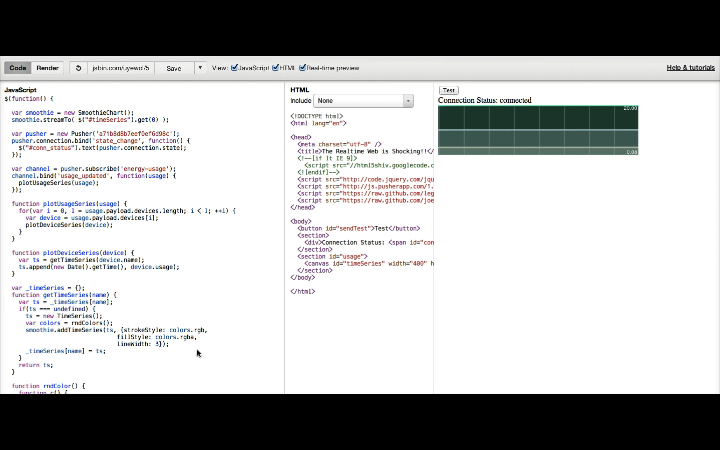 Code Render jsbin.com/uyewol/5 Save View: JavaScript HTML Real-time preview Help & tutorials
JavaScript
$(function() {
var smoothie = new SmoothieChart();
smoothie.streamTo( $("#timeSeries").get(0) );
pusher.connection.bind('state_change', function() {
$("#conn_status").text(pusher.connection.state);
});
var channel = pusher.subscribe('energy-usage');
channel.bind('usage_updated', function(usage) {
plotUsageSeries(usage);
});
function plotUsageSeries(usage) {
for(var i = 0, l = usage.payload.devices.length; i < l; ++i) {
var device = usage.payload.devices[i];
plotDeviceSeries(device);
}
}
function plotDeviceSeries(device) {
var ts = getTimeSeries(device.name);
ts.append(new Date().getTime(), device.usage);
}
var _timeSeries = {};
function getTimeSeries(name) {
var ts = _timeSeries[name];
if(ts === undefined) {
ts = new TimeSeries();
var colors = rndColors();
smoothie.addTimeSeries(ts, {strokeStyle: colors.rgb,
fillStyle: colors.rgba,
lineWidth: 3});
_timeSeries[name] = ts;
}
return ts;
}
function rndColor() {
function c() {
HTML
Include None
<!DOCTYPE html>
<html lang="en">
<head>
<meta charset="utf-8" />
<title>The Realtime Web is Shocking!!</
<!--[if lt IE 9]>
<script src="//html5shiv.googlecode.c
<![endif]-->
<script src="http://code.jquery.com/jqu
<script src="http://js.pusherapp.com/1.
<script src="https://raw.github.com/leg
<script src="https://raw.github.com/joe
</head>
<body>
<button id="sendTest">Test</button>
<section>
<div>Connection Status: <span id="con
</section>
<section id="usage">
<canvas id="timeSeries" width="400" h
</section>
</body>
</html>
Test
Connection Status: connected
20.00